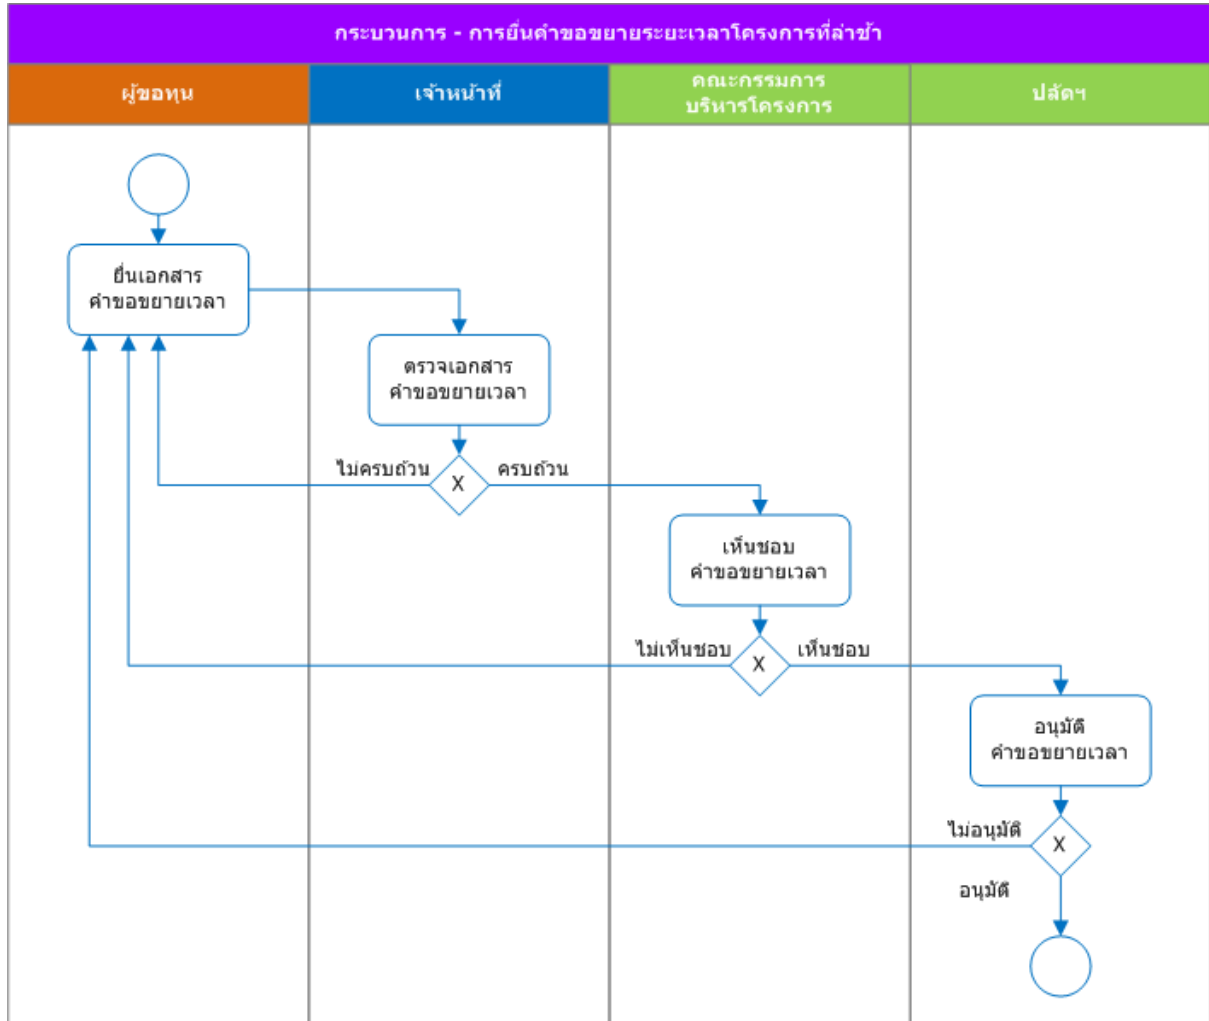 กระบวนการ - การยื่นคำขอขยายระยะเวลาโครงการที่ล่าช้า
ผู้ขอทุน
เจ้าหน้าที่
คณะกรรมการ
บริหารโครงการ
ปลัดฯ
ยื่นเอกสาร
คำขอขยายเวลา
ตรวจเอกสาร
คำขอขยายเวลา
ไม่ครบถ้วน
X
ครบถ้วน
เห็นชอบ
คำขอขยายเวลา
ไม่เห็นชอบ
X
เห็นชอบ
อนุมัติ
คำขอขยายเวลา
ไม่อนุมัติ
X
อนุมัติ